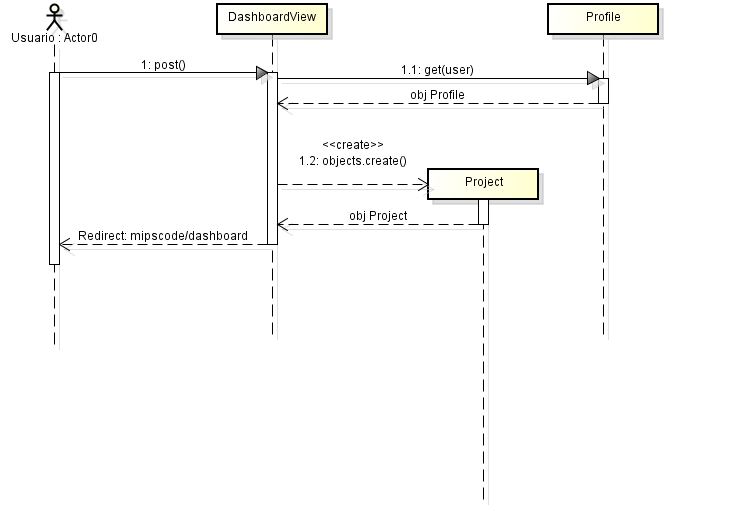 DashboardView
Profile
Usuario : Actor0
1: post()
1.1: get(user)
obj Profile
<<create>>
1.2: objects.create()
Project
obj Project
Redirect: mipscode/dashboard